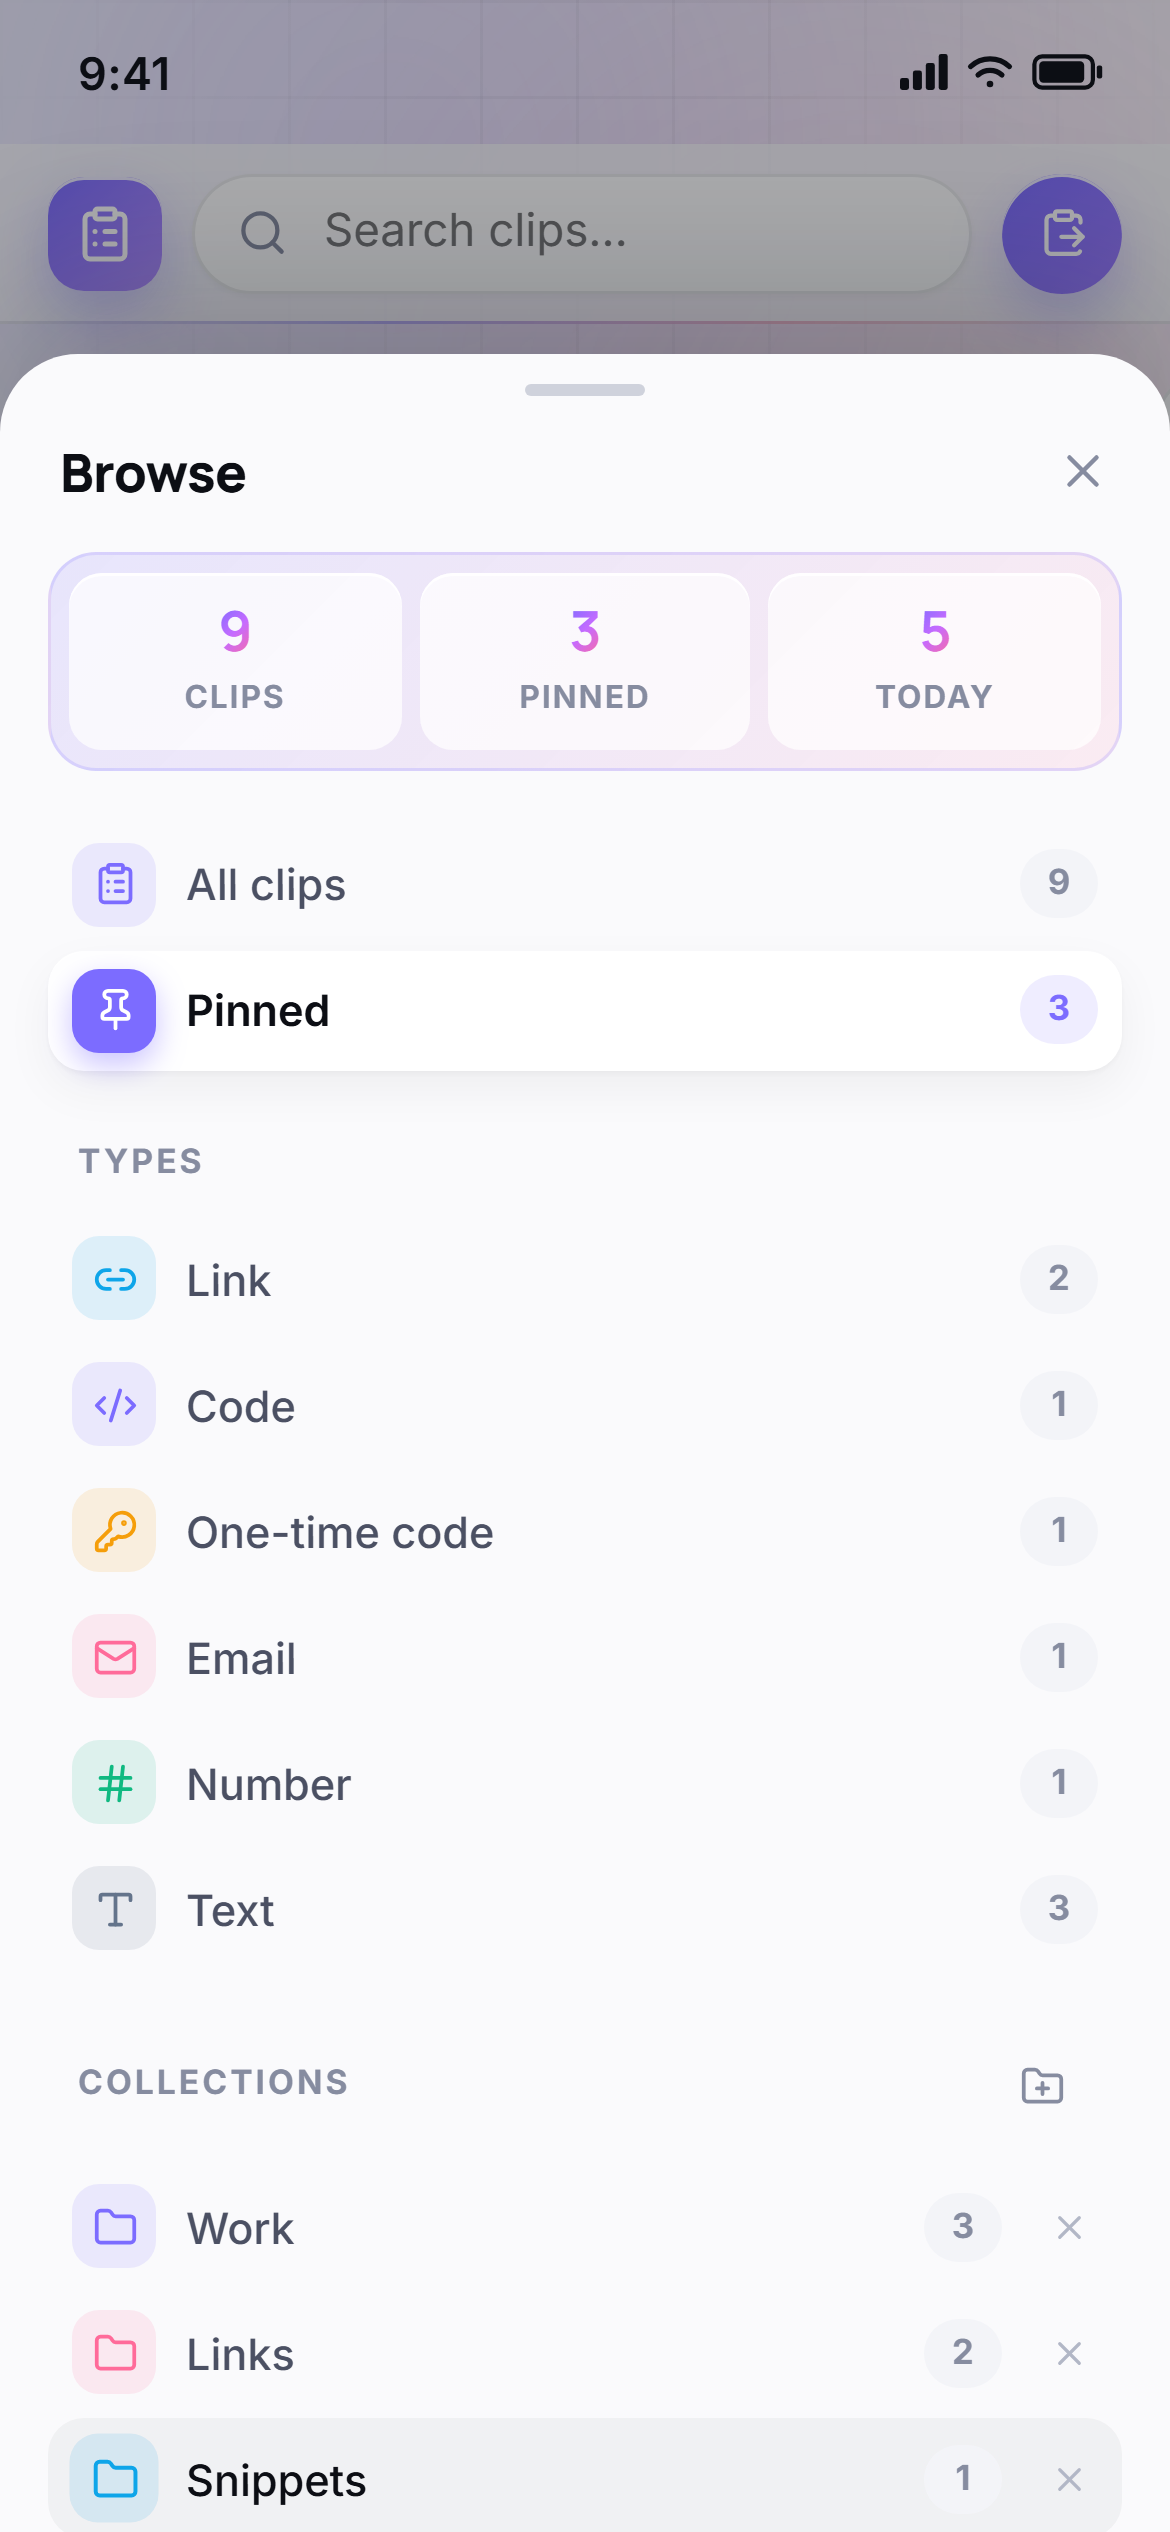 9:41
Search clips...
Browse
9
CLIPS
3
PINNED
5
TODAY
All clips
9
Pinned
3
TYPES
Link
2
Code
1
One-time code
1
Email
1
Number
1
Text
3
COLLECTIONS
Work
3
Links
2
Snippets
1